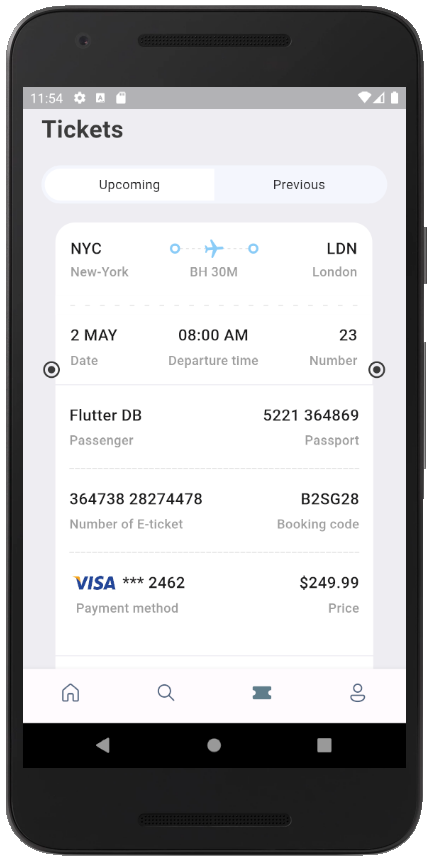 11:54
Tickets
Upcoming Previous
NYC LDN
New-York BH 30M London
2 MAY 08:00 AM 23
Date Departure time Number
Flutter DB 5221 364869
Passenger Passport
364738 28274478 B2SG28
Number of E-ticket Booking code
VISA *** 2462 $249.99
Payment method Price